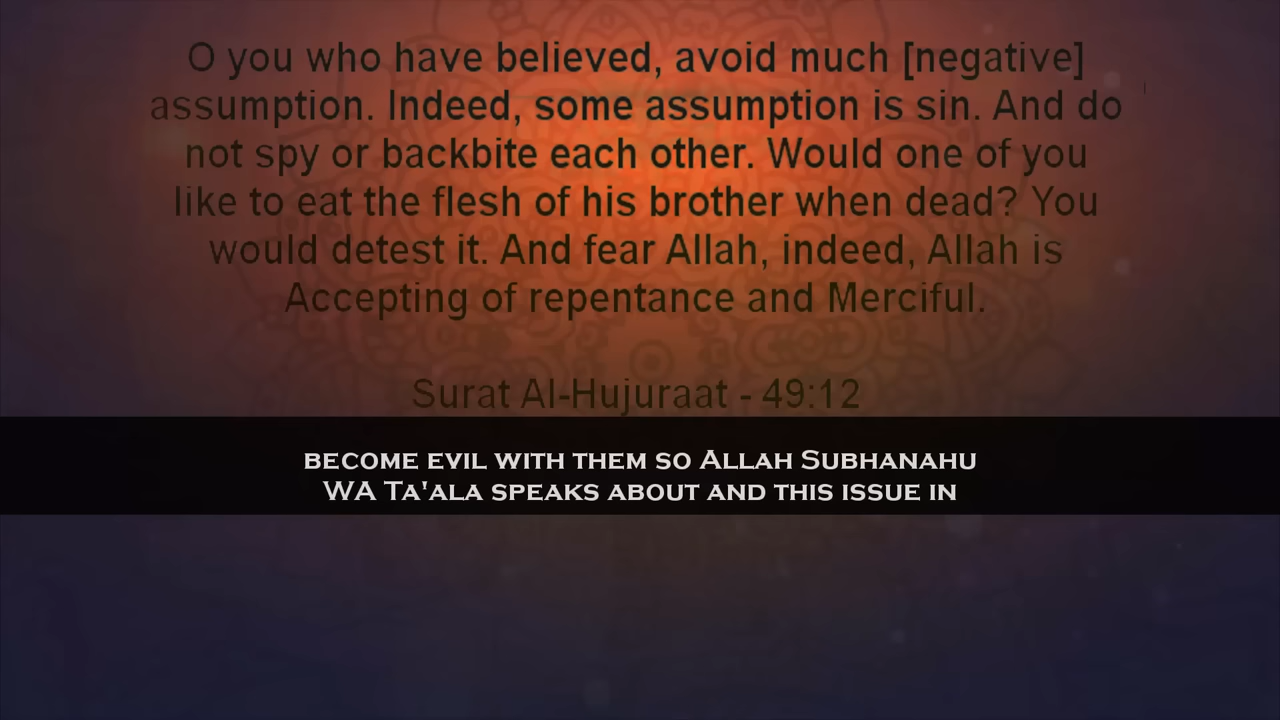 O you who have believed, avoid much [negative]
assumption. Indeed, some assumption is sin. And do
not spy or backbite each other. Would one of you
like to eat the flesh of his brother when dead? You
would detest it. And fear Allah, indeed, Allah is
Accepting of repentance and Merciful.
Surat Al-Hujuraat - 49:12
BECOME EVIL WITH THEM SO ALLAH SUBHANAHU
WA TA'ALA SPEAKS ABOUT AND THIS ISSUE IN